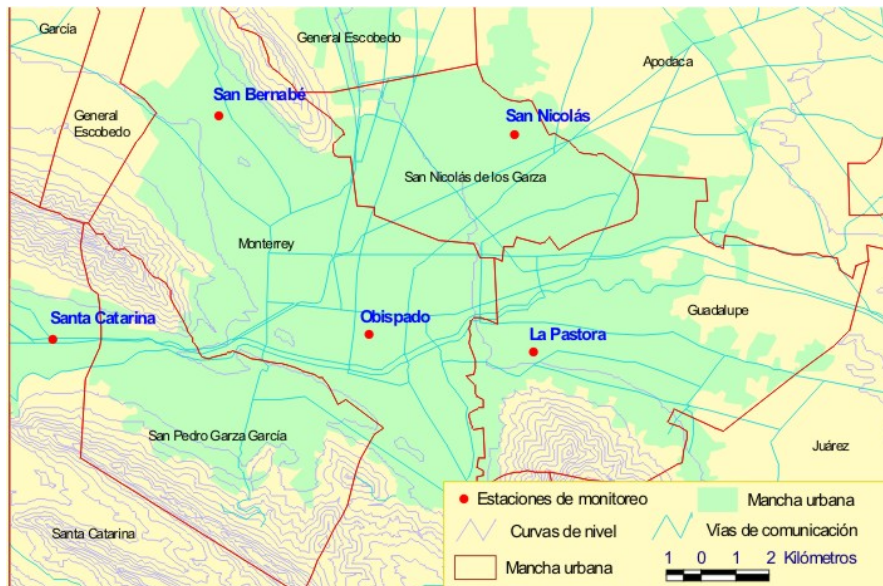 García
General Escobedo
Apodaca
San Bernabé
General
Escobedo
San Nicolás
San Nicolás de los Garza
Monterrey
Santa Catarina
Obispado
La Pastora
Guadalupe
San Pedro Garza García
Juárez
Santa Catarina
Estaciones de monitoreo
Mancha urbana
Curvas de nivel
Vías de comunicación
Mancha urbana
1 0 1 2 Kilómetros